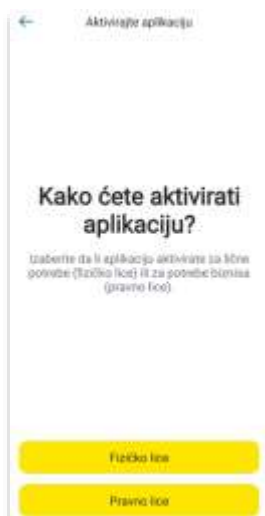 Aktivirajte aplikaciju
Kako ćete aktivirati
aplikaciju?
Izaberite da li aplikaciju aktivirate za lične
potrebe (fizičko lice) ili za potrebe biznisa
(pravno lice)
Fizičko lice
Pravno lice